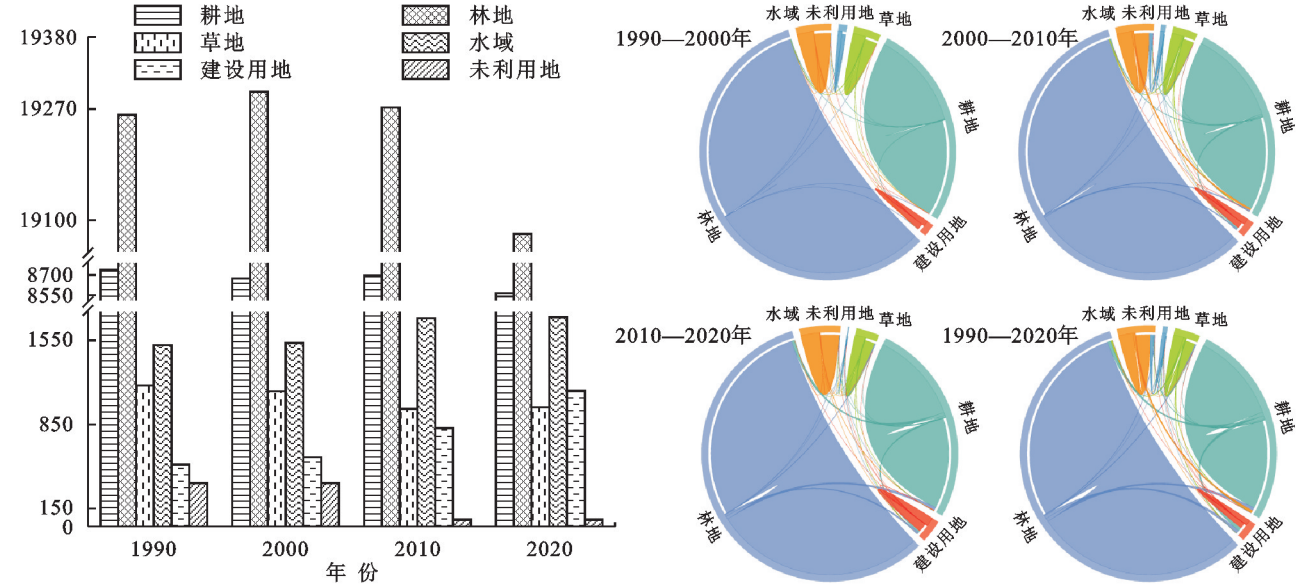 耕地
林地
草地
水域
建设用地
未利用地
19380
19270
19100
8700
8550
1550
850
150
0
1990
2000
2010
2020
年 份
1990—2000年
水域 未利用地 草地
耕地
建设用地
林地
2000—2010年
水域 未利用地 草地
耕地
建设用地
林地
2010—2020年
水域 未利用地 草地
耕地
建设用地
林地
1990—2020年
水域 未利用地 草地
耕地
建设用地
林地